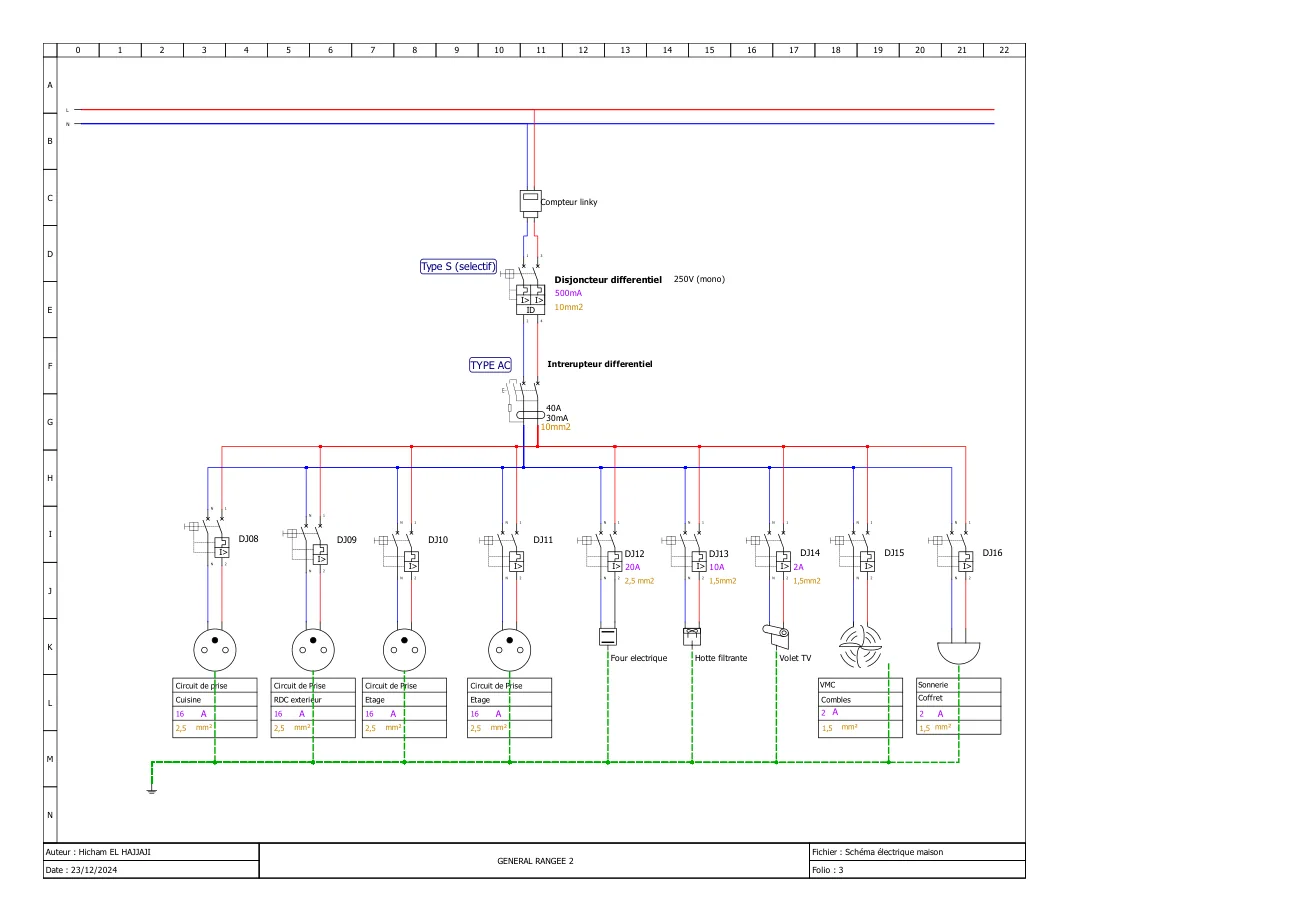 0 1 2 3 4 5 6 7 8 9 10 11 12 13 14 15 16 17 18 19 20 21 22
A
L
N
B
C
Compteur linky
D
Type S (selectif)
Disjoncteur differentiel 250V (mono)
500mA
10mm2
I> I>
ID
E
F
TYPE AC
Intrerupteur differentiel
40A
30mA
10mm2
G
H
I
DJ08
DJ09
DJ10
DJ11
DJ12
20A
2,5 mm2
DJ13
10A
1,5mm2
DJ14
2A
1,5mm2
DJ15
DJ16
I> I> I> I> I> I> I> I> I>
J
K
Four electrique
Hotte filtrante
Volet TV
L
Circuit de prise
Cuisine
16 A
2,5 mm²
Circuit de Prise
RDC exterieur
16 A
2,5 mm²
Circuit de Prise
Etage
16 A
2,5 mm²
Circuit de Prise
Etage
16 A
2,5 mm²
VMC
Combles
2 A
1,5 mm²
Sonnerie
Coffret
2 A
1,5 mm²
M
N
Auteur : Hicham EL HAJJAJI
Date : 23/12/2024
GENERAL RANGEE 2
Fichier : Schéma électrique maison
Folio : 3